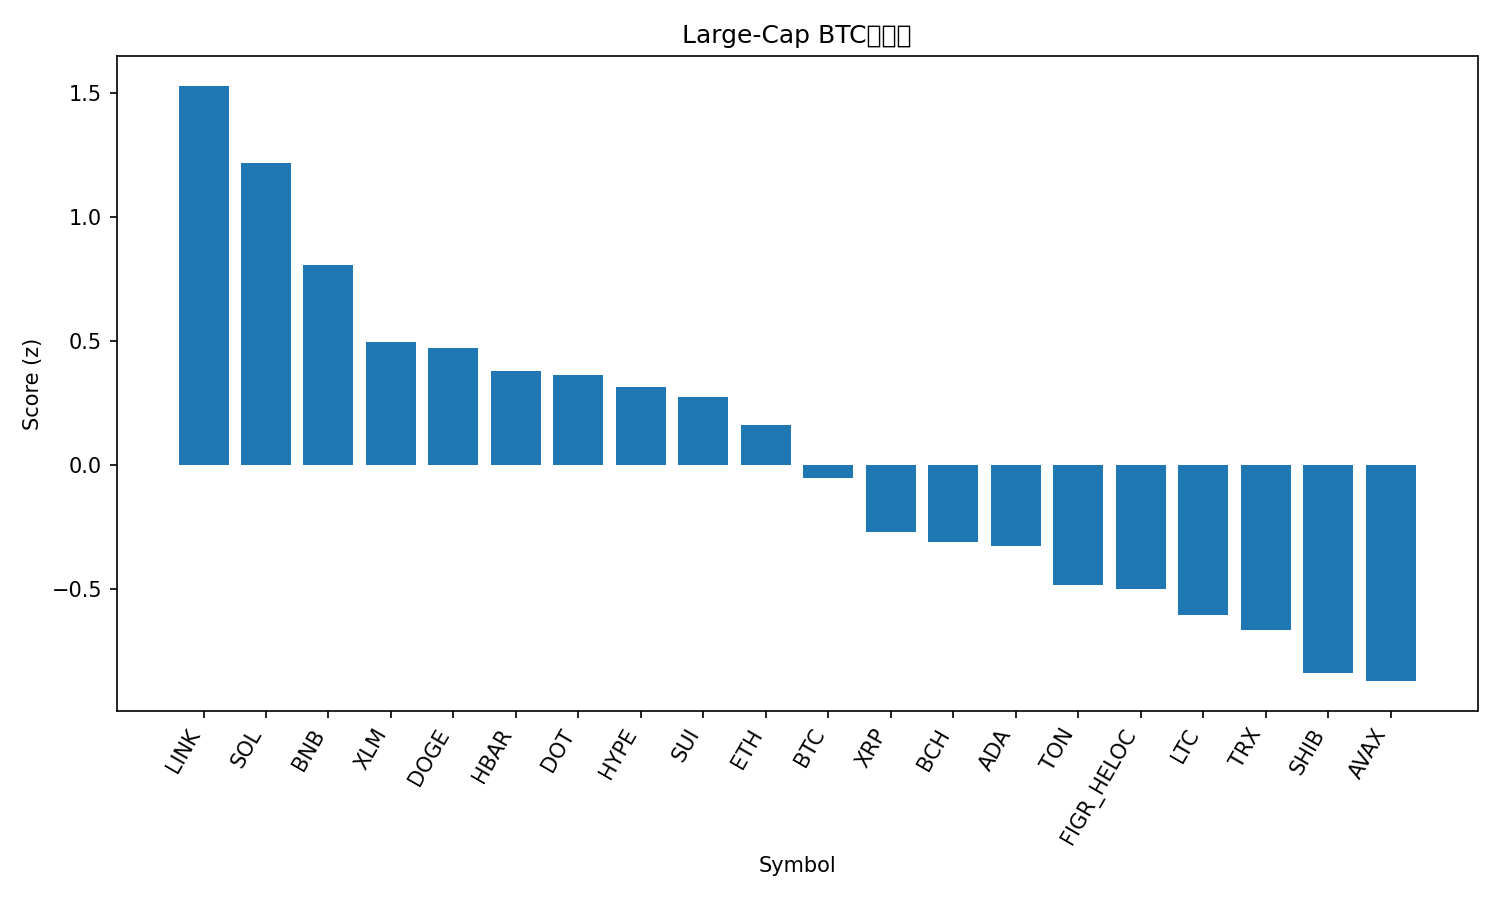 Large-Cap BTC
1.5
1.0
0.5
0.0
−0.5
Score (z)
LINK
SOL
BNB
XLM
DOGE
HBAR
DOT
HYPE
SUI
ETH
BTC
XRP
BCH
ADA
TON
FIGR_HELOC
LTC
TRX
SHIB
AVAX
Symbol